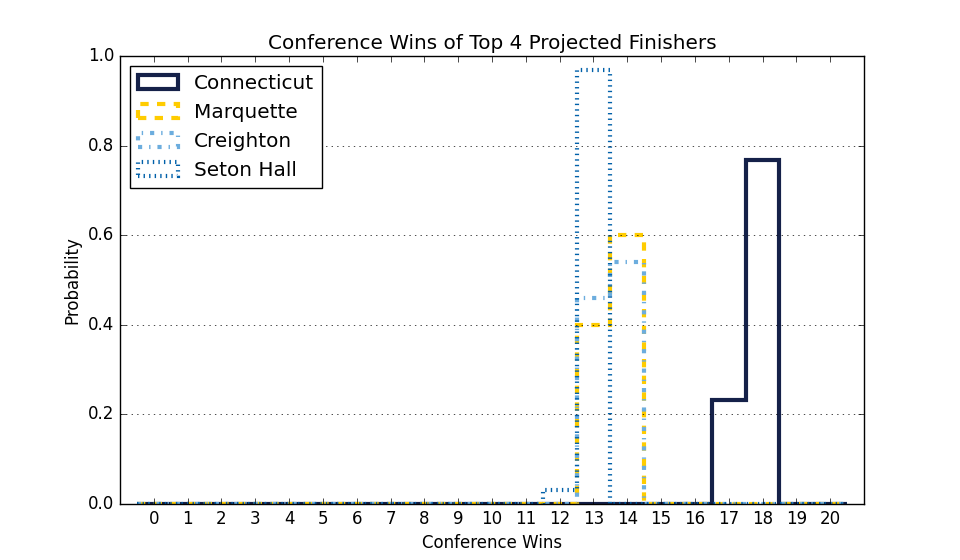 Conference Wins of Top 4 Projected Finishers
1.0
0.8
0.6
0.4
0.2
0.0
Probability
Connecticut
Marquette
Creighton
Seton Hall
0 1 2 3 4 5 6 7 8 9 10 11 12 13 14 15 16 17 18 19 20
Conference Wins